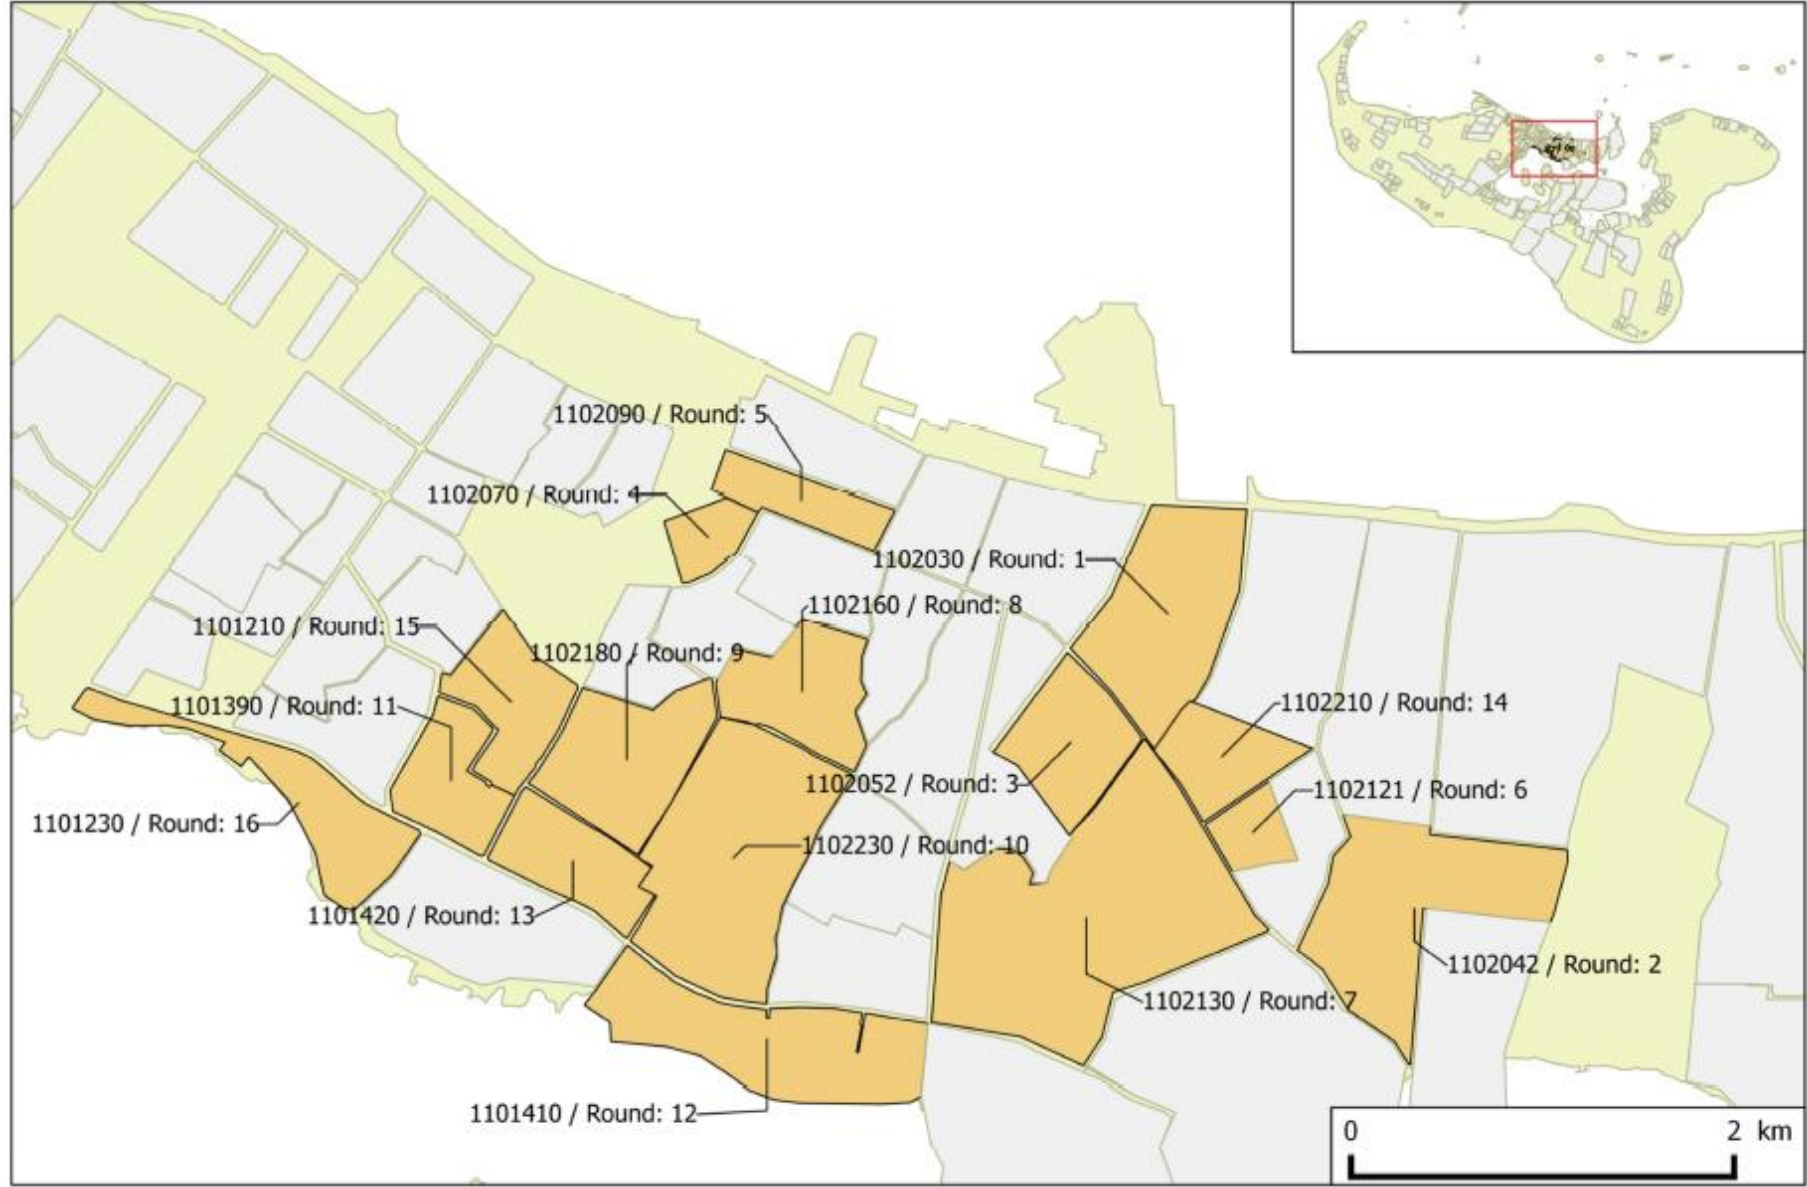 1102090 / Round: 5
1102070 / Round: 4
1102030 / Round: 1
1102160 / Round: 8
1101210 / Round: 15
1102180 / Round: 9
1101390 / Round: 11
1102210 / Round: 14
1102052 / Round: 3
1102121 / Round: 6
1101230 / Round: 16
1102230 / Round: 10
1101420 / Round: 13
1102042 / Round: 2
1102130 / Round: 7
1101410 / Round: 12
0 2 km